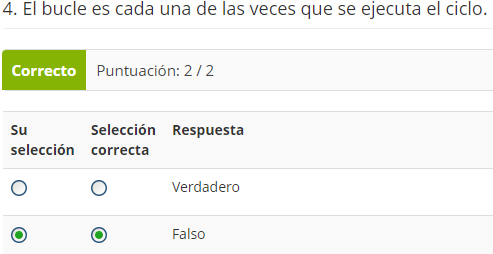 4. El bucle es cada una de las veces que se ejecuta el ciclo.
Correcto Puntuación: 2 / 2
Su selección Selección correcta Respuesta
Verdadero
Falso